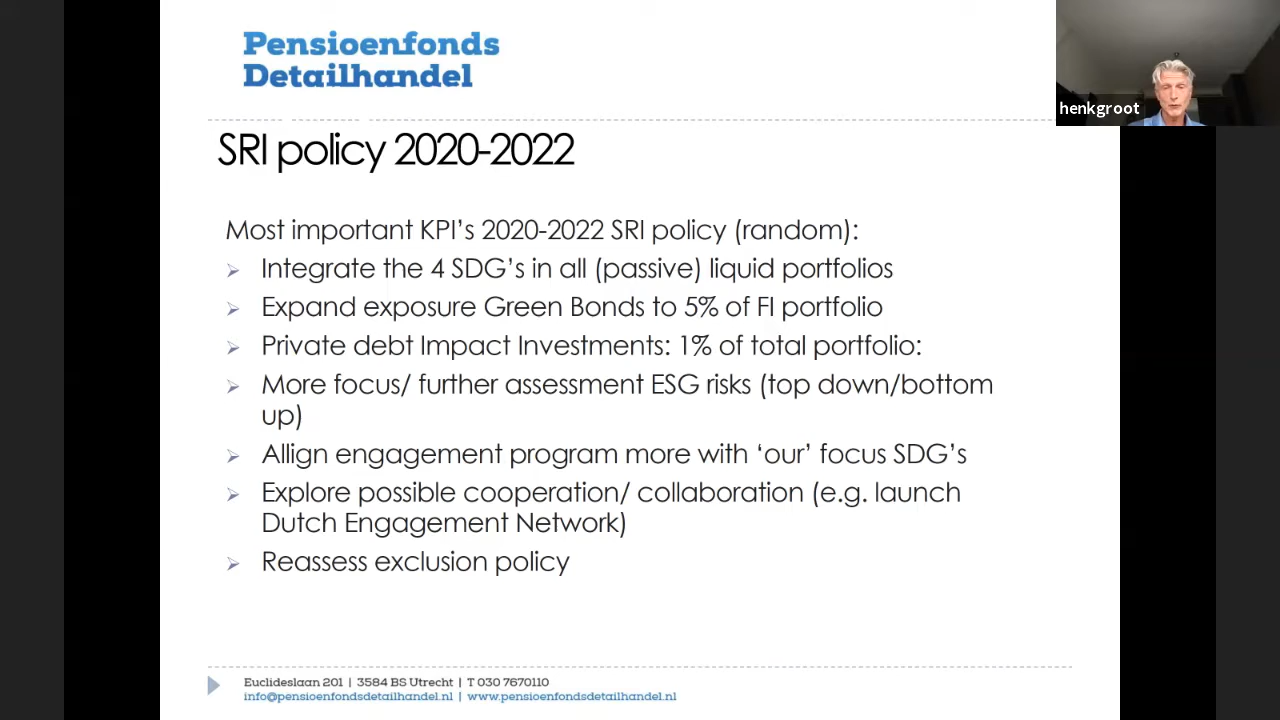 Pensioenfonds
Detailhandel
henkgroot
SRI policy 2020-2022
Most important KPI's 2020-2022 SRI policy (random):
Integrate the 4 SDG's in all (passive) liquid portfolios
Expand exposure Green Bonds to 5% of FI portfolio
Private debt Impact Investments: 1% of total portfolio:
More focus/ further assessment ESG risks (top down/bottom
up)
Allign engagement program more with ‘our’ focus SDG's
Explore possible cooperation/ collaboration (e.g. launch
Dutch Engagement Network)
Reassess exclusion policy
Euclideslaan 201 | 3584 BS Utrecht | T 030 7670110
info@pensioenfondsdetailhandel.nl | www.pensioenfondsdetailhandel.nl